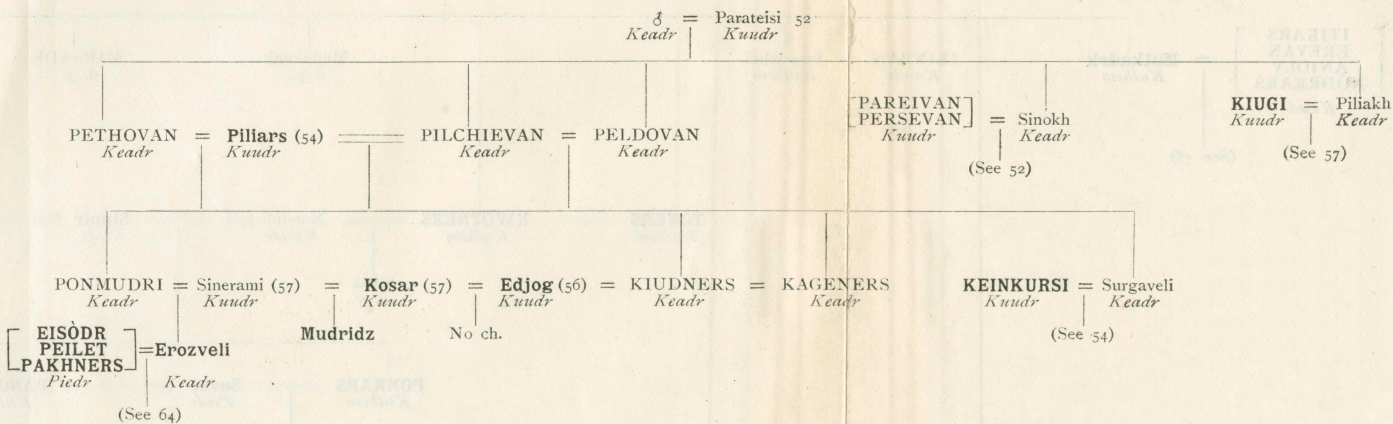 ♂ = Parateisi 52
Keadr Kuudr
PETHOVAN = Piliars (54) = PILCHIEVAN = PELDOVAN
Keadr Kuudr Keadr Keadr
[PAREIVAN PERSEVAN] = Sinokh
Kuudr Keadr
(See 52)
KIUGI = Piliakh
Kuudr Keadr
(See 57)
PONMUDRI = Sinerami (57) = Kosar (57) = Edjog (56) = KIUDNERS = KAGENERS
Keadr Kuudr Kuudr Kuudr Keadr Keadr
KEINKURSI = Surgaveli
Kuudr Keadr
(See 54)
Mudridz
No ch.
EISÒDR
PEILET
PAKHNERS
=Erozveli
Piedr Keadr
(See 64)